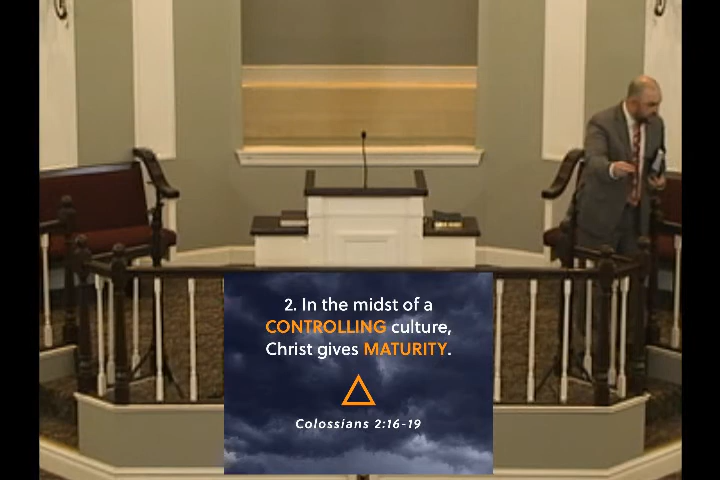 2. In the midst of a
CONTROLLING culture,
Christ gives MATURITY.
Colossians 2:16-19